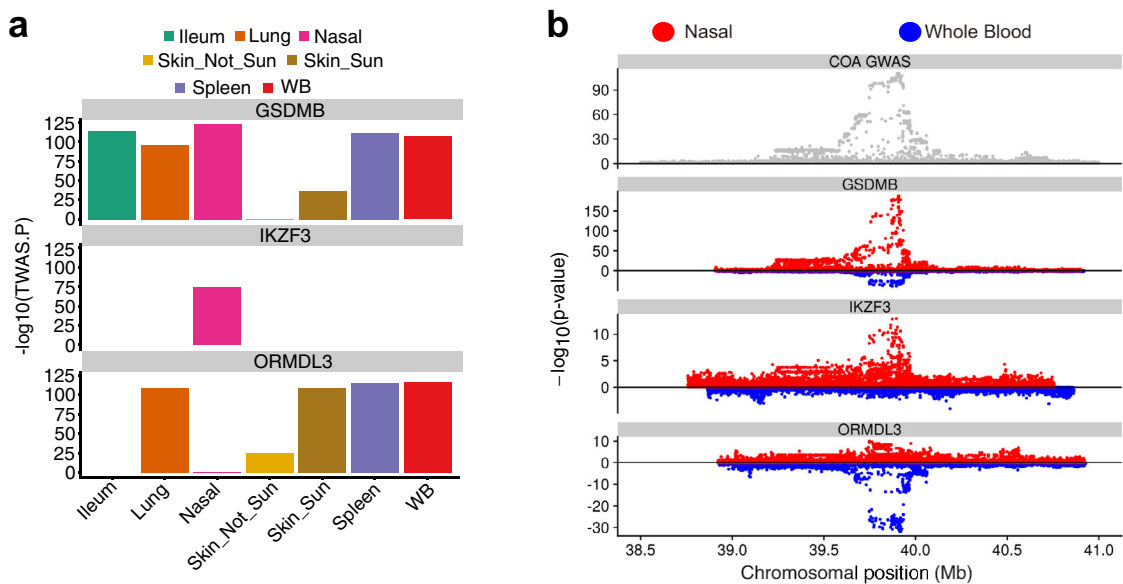 a
Ileum Lung Nasal
Skin_Not_Sun Skin_Sun
Spleen WB
-log10(TWAS.P)
GSDMB
125
100
75
50
25
0
IKZF3
125
100
75
50
25
0
ORMDL3
125
100
75
50
25
0
Ileum Lung Nasal Skin_Not_Sun Skin_Sun Spleen WB
b
Nasal Whole Blood
−log10(p-value)
COA GWAS
90
60
30
0
GSDMB
150
100
50
0
IKZF3
10
5
0
ORMDL3
10
0
-10
-20
-30
38.5 39.0 39.5 40.0 40.5 41.0
Chromosomal position (Mb)